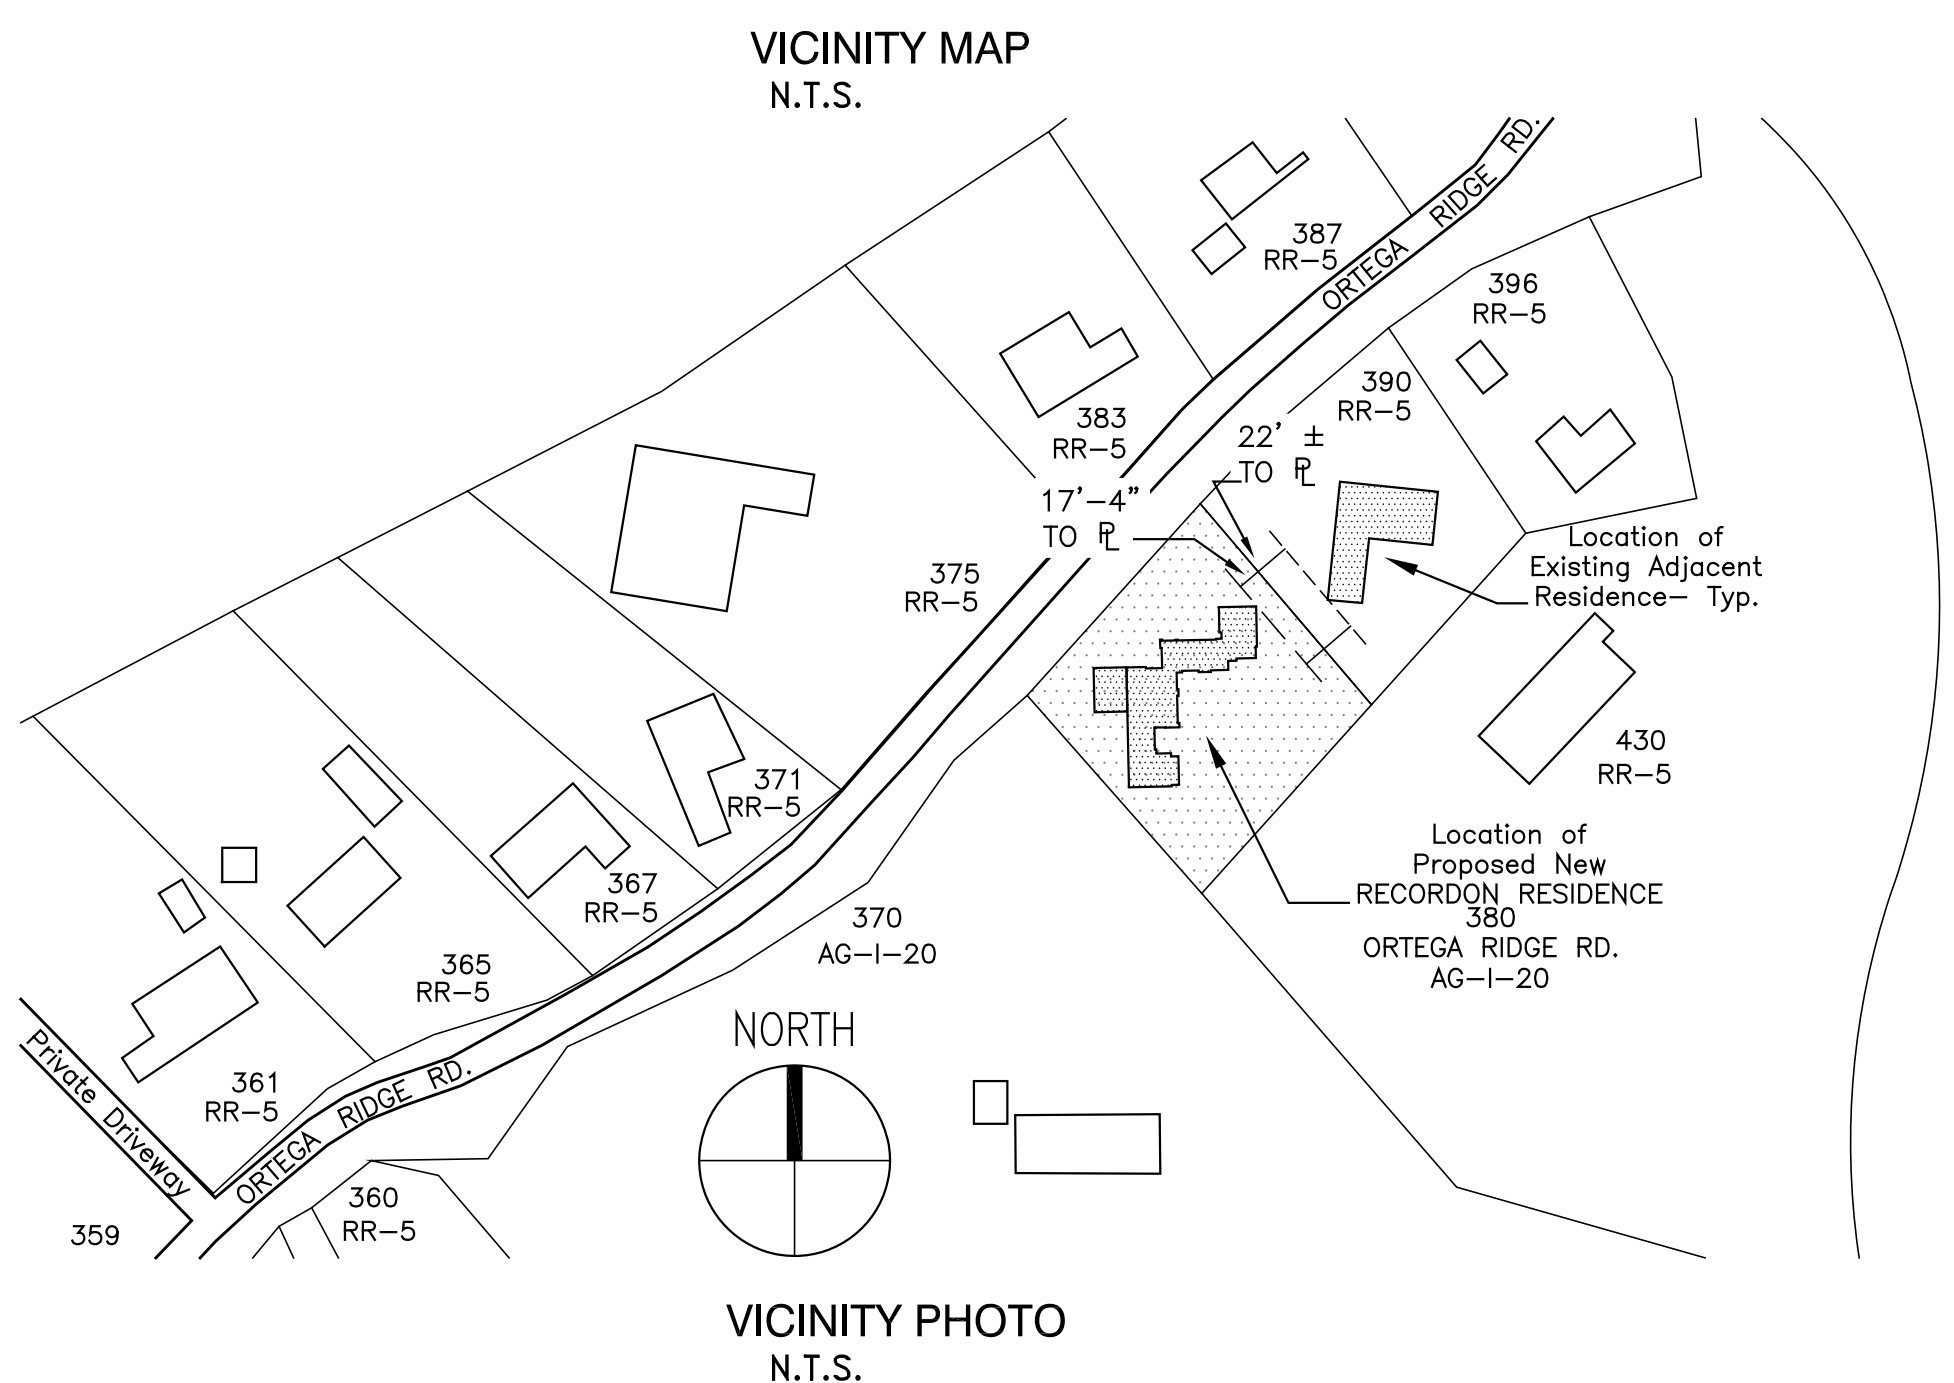 VICINITY MAP
N.T.S.
ORTEGA RIDGE RD.
387
RR-5
396
RR-5
390
RR-5
383
RR-5
22' ±
TO ⅊
17'-4"
TO ⅊
375
RR-5
Location of
Existing Adjacent
Residence- Typ.
430
RR-5
371
RR-5
Location of
Proposed New
RECORDON RESIDENCE
380
ORTEGA RIDGE RD.
AG-I-20
367
RR-5
370
AG-I-20
365
RR-5
NORTH
361
RR-5
ORTEGA RIDGE RD.
Private Driveway
360
RR-5
359
VICINITY PHOTO
N.T.S.